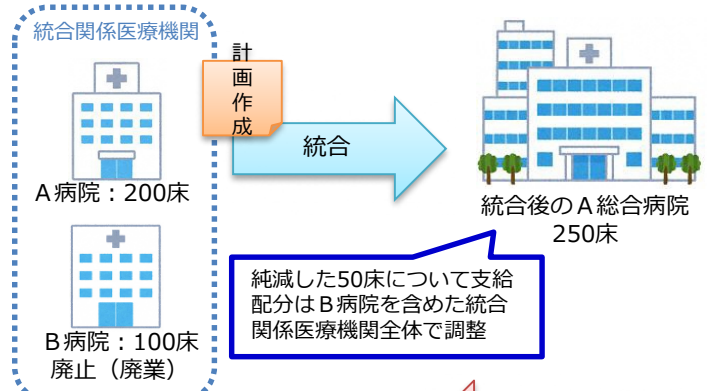 統合関係医療機関
計画作成
統合
A病院：200床
B病院：100床
廃止（廃業）
統合後のA総合病院
250床
純減した50床について支給
配分はB病院を含めた統合
関係医療機関全体で調整